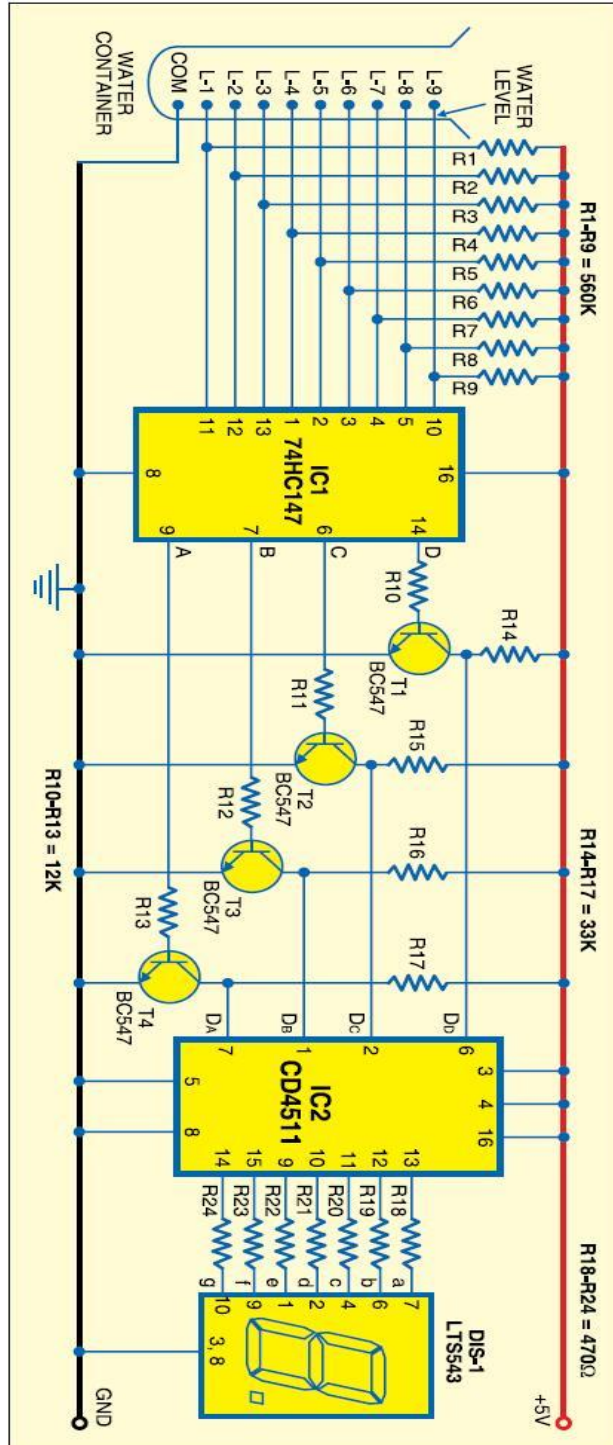 WATER CONTAINER
COM
L-1
L-2
L-3
L-4
L-5
L-6
L-7
L-8
L-9
WATER LEVEL
R1
R2
R3
R4
R5
R6
R7
R8
R9
R1-R9 = 560K
11
12
13
1
2
3
4
5
10
IC1
74HC147
16
8
9
7
6
14
A
B
C
D
R10
R11
R12
R13
T1
BC547
T2
BC547
T3
BC547
T4
BC547
R10-R13 = 12K
R14
R15
R16
R17
R14-R17 = 33K
DA
DB
DC
DD
7
1
2
6
IC2
CD4511
3
4
16
5
8
14
15
9
10
11
12
13
R24
R23
R22
R21
R20
R19
R18
g
f
e
d
c
b
a
10
9
1
2
4
6
7
3, 8
DIS-1
LTS543
R18-R24 = 470Ω
+5V
GND